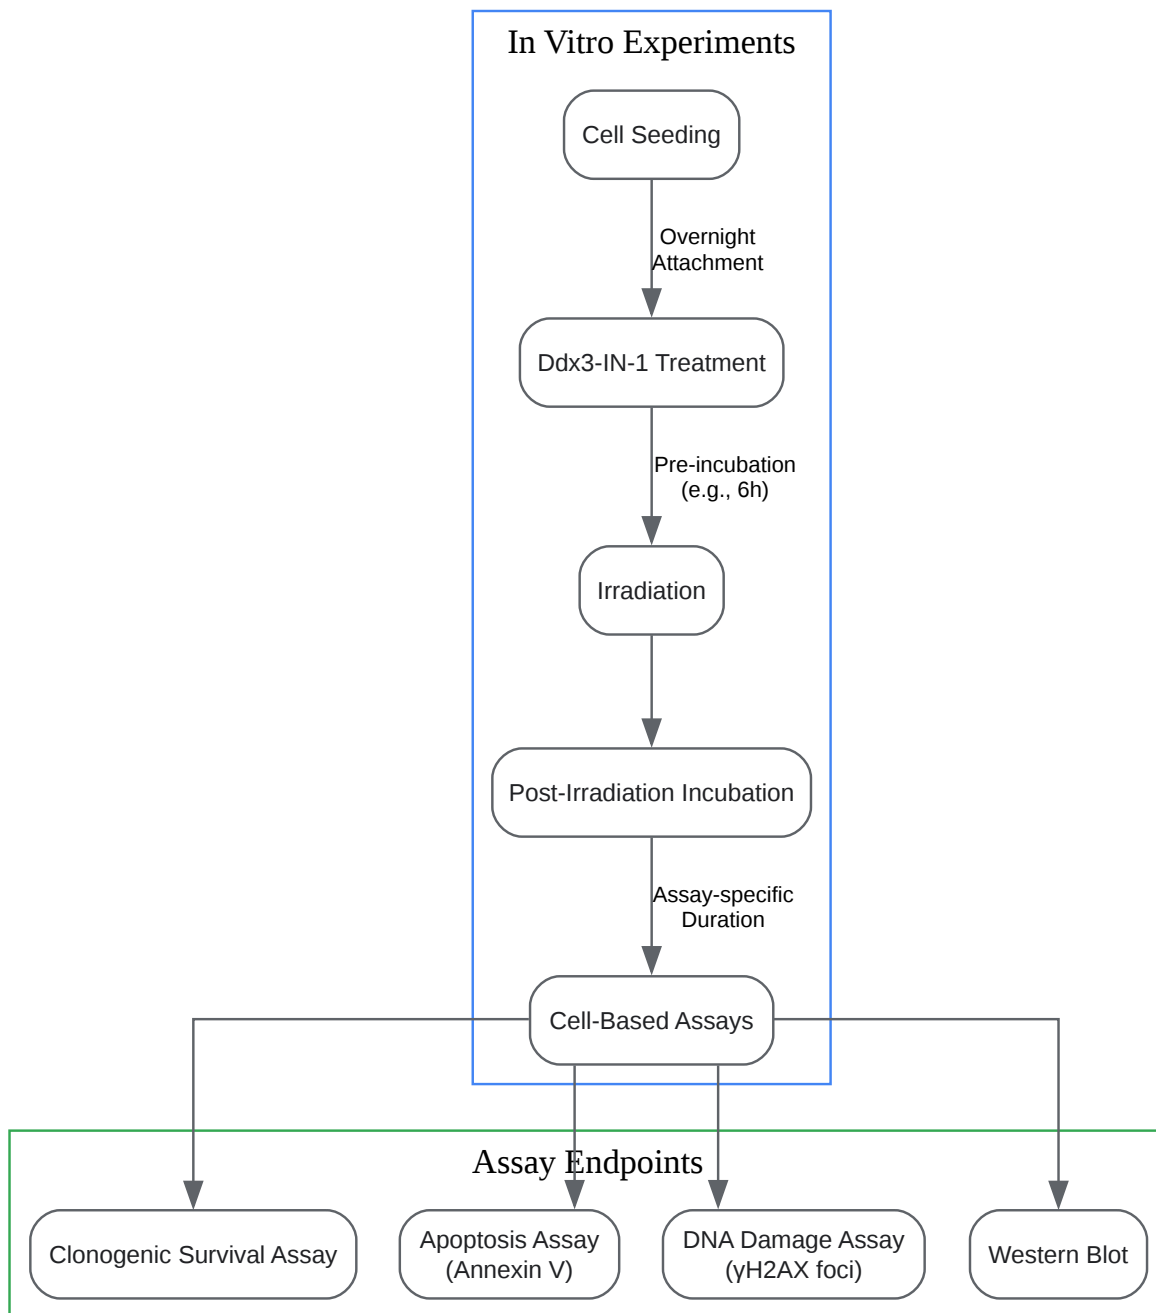 In Vitro Experiments
Cell Seeding
Overnight
Attachment
Ddx3-IN-1 Treatment
Pre-incubation
(e.g., 6h)
Irradiation
Post-Irradiation Incubation
Assay-specific
Duration
Cell-Based Assays
Assay Endpoints
Clonogenic Survival Assay
Apoptosis Assay
(Annexin V)
DNA Damage Assay
(γH2AX foci)
Western Blot